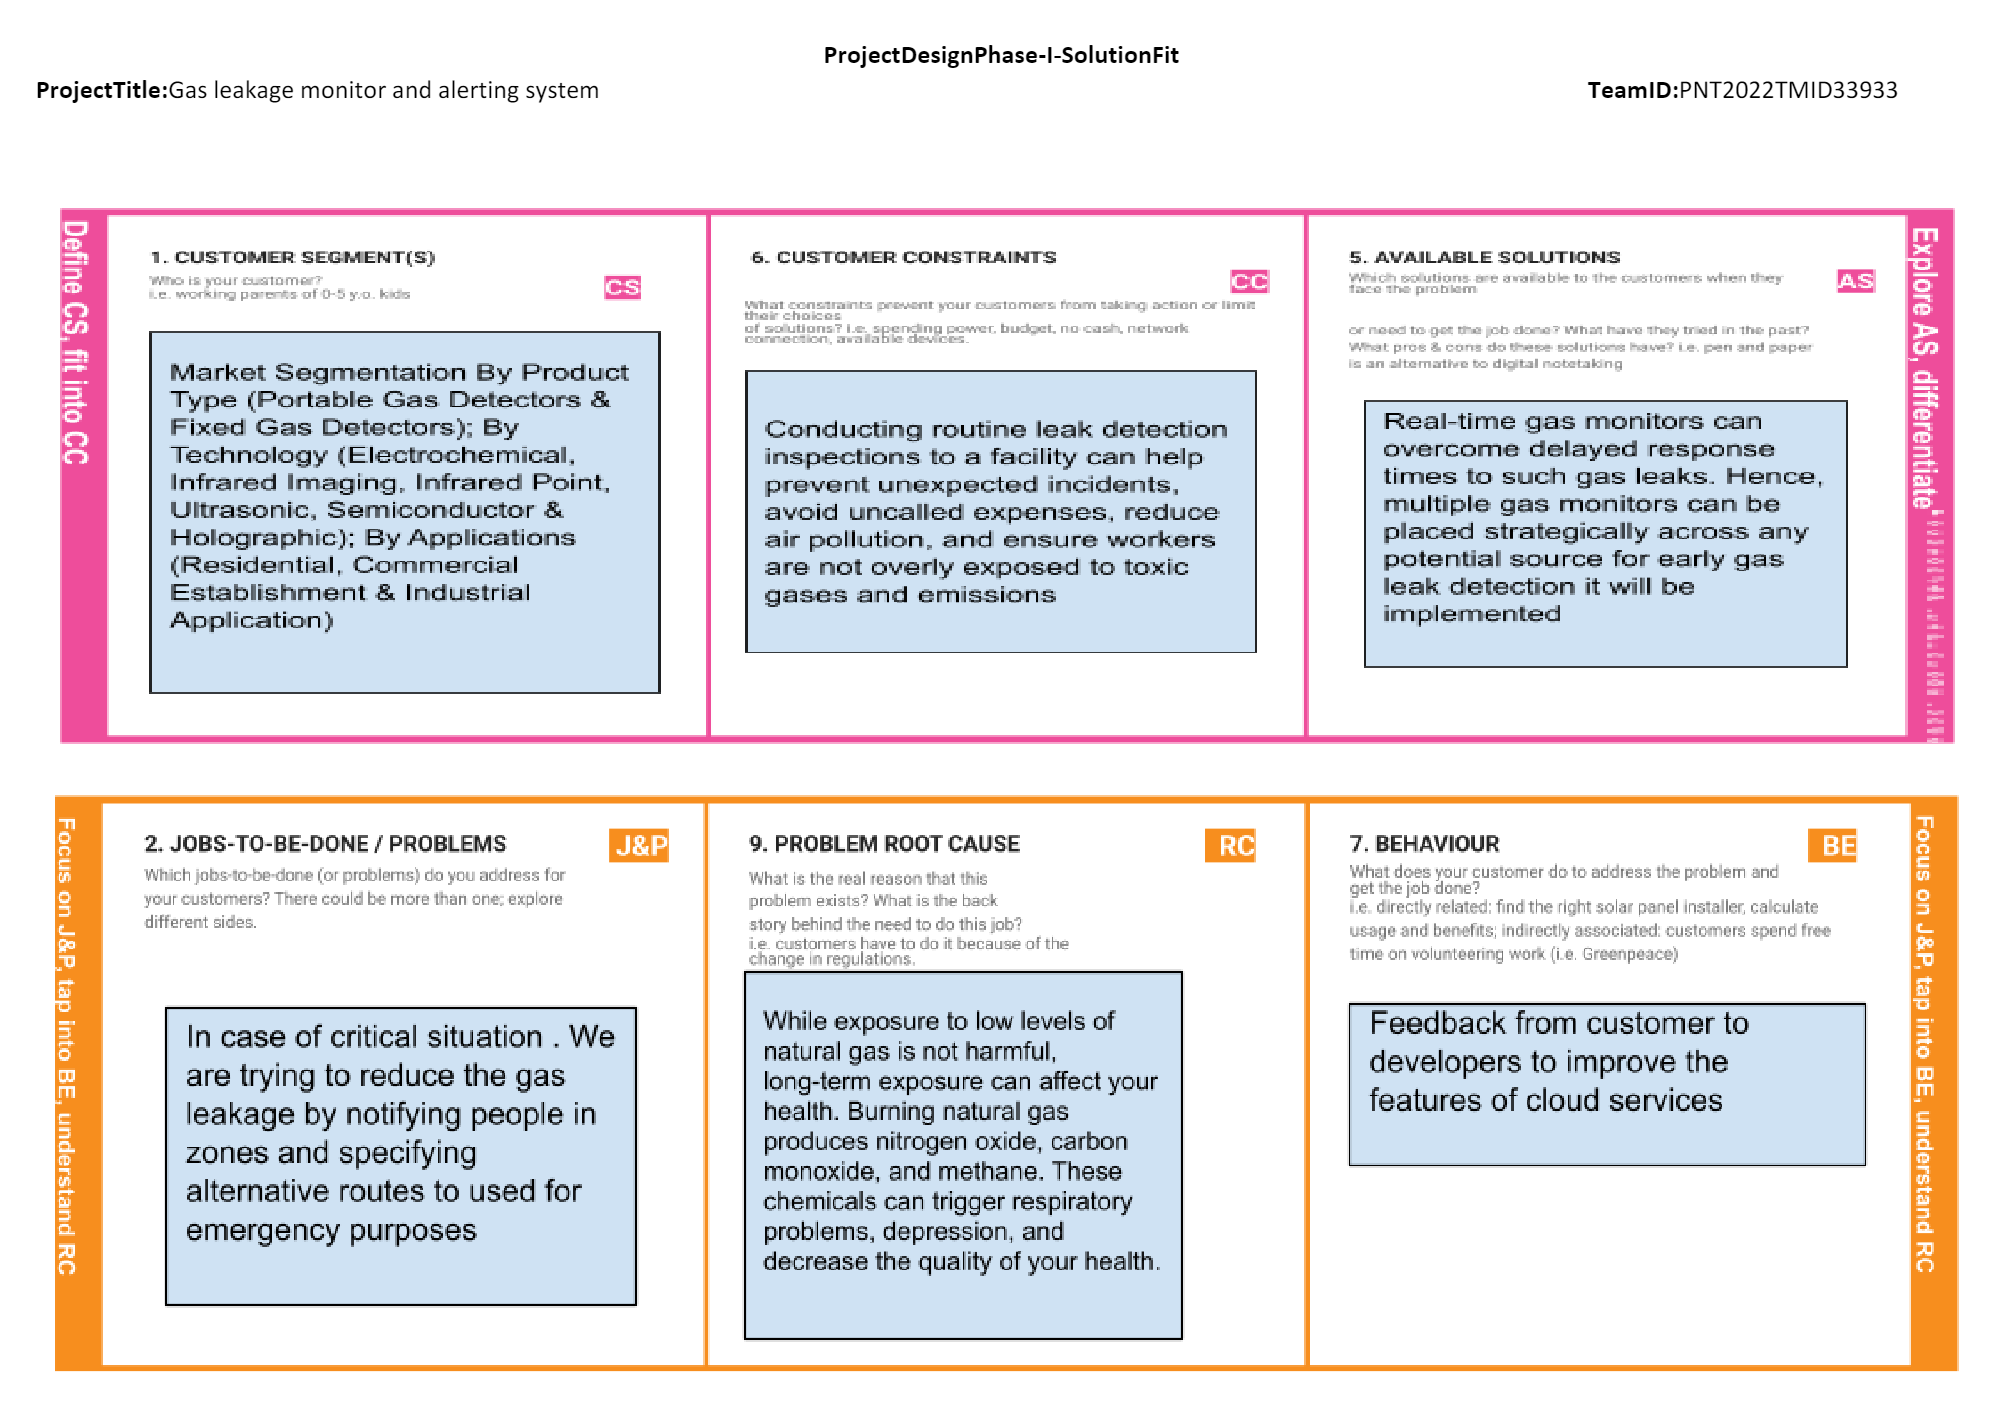 ProjectDesignPhase-I-SolutionFit
ProjectTitle:Gas leakage monitor and alerting system
TeamID:PNT2022TMID33933
Define CS, fit into CC
1. CUSTOMER SEGMENT(S)
Who is your customer?
i.e. working parents of 0-5 y.o. kids
CS
Market Segmentation By Product
Type (Portable Gas Detectors &
Fixed Gas Detectors); By
Technology (Electrochemical,
Infrared Imaging, Infrared Point,
Ultrasonic, Semiconductor &
Holographic); By Applications
(Residential, Commercial
Establishment & Industrial
Application)
6. CUSTOMER CONSTRAINTS
CC
What constraints prevent your customers from taking action or limit
their choices
of solutions? i.e. spending power, budget, no cash, network
connection, available devices.
Conducting routine leak detection
inspections to a facility can help
prevent unexpected incidents,
avoid uncalled expenses, reduce
air pollution, and ensure workers
are not overly exposed to toxic
gases and emissions
5. AVAILABLE SOLUTIONS
Which solutions are available to the customers when they
face the problem
AS
or need to get the job done? What have they tried in the past?
What pros & cons do these solutions have? i.e. pen and paper
is an alternative to digital notetaking
Real-time gas monitors can
overcome delayed response
times to such gas leaks. Hence,
multiple gas monitors can be
placed strategically across any
potential source for early gas
leak detection it will be
implemented
Explore AS, differentiate
Focus on J&P, tap into BE, understand RC
2. JOBS-TO-BE-DONE / PROBLEMS
J&P
Which jobs-to-be-done (or problems) do you address for
your customers? There could be more than one; explore
different sides.
In case of critical situation . We
are trying to reduce the gas
leakage by notifying people in
zones and specifying
alternative routes to used for
emergency purposes
9. PROBLEM ROOT CAUSE
RC
What is the real reason that this
problem exists? What is the back
story behind the need to do this job?
i.e. customers have to do it because of the
change in regulations.
While exposure to low levels of
natural gas is not harmful,
long-term exposure can affect your
health. Burning natural gas
produces nitrogen oxide, carbon
monoxide, and methane. These
chemicals can trigger respiratory
problems, depression, and
decrease the quality of your health.
7. BEHAVIOUR
BE
What does your customer do to address the problem and
get the job done?
i.e. directly related: find the right solar panel installer, calculate
usage and benefits; indirectly associated: customers spend free
time on volunteering work (i.e. Greenpeace)
Feedback from customer to
developers to improve the
features of cloud services
Focus on J&P, tap into BE, understand RC